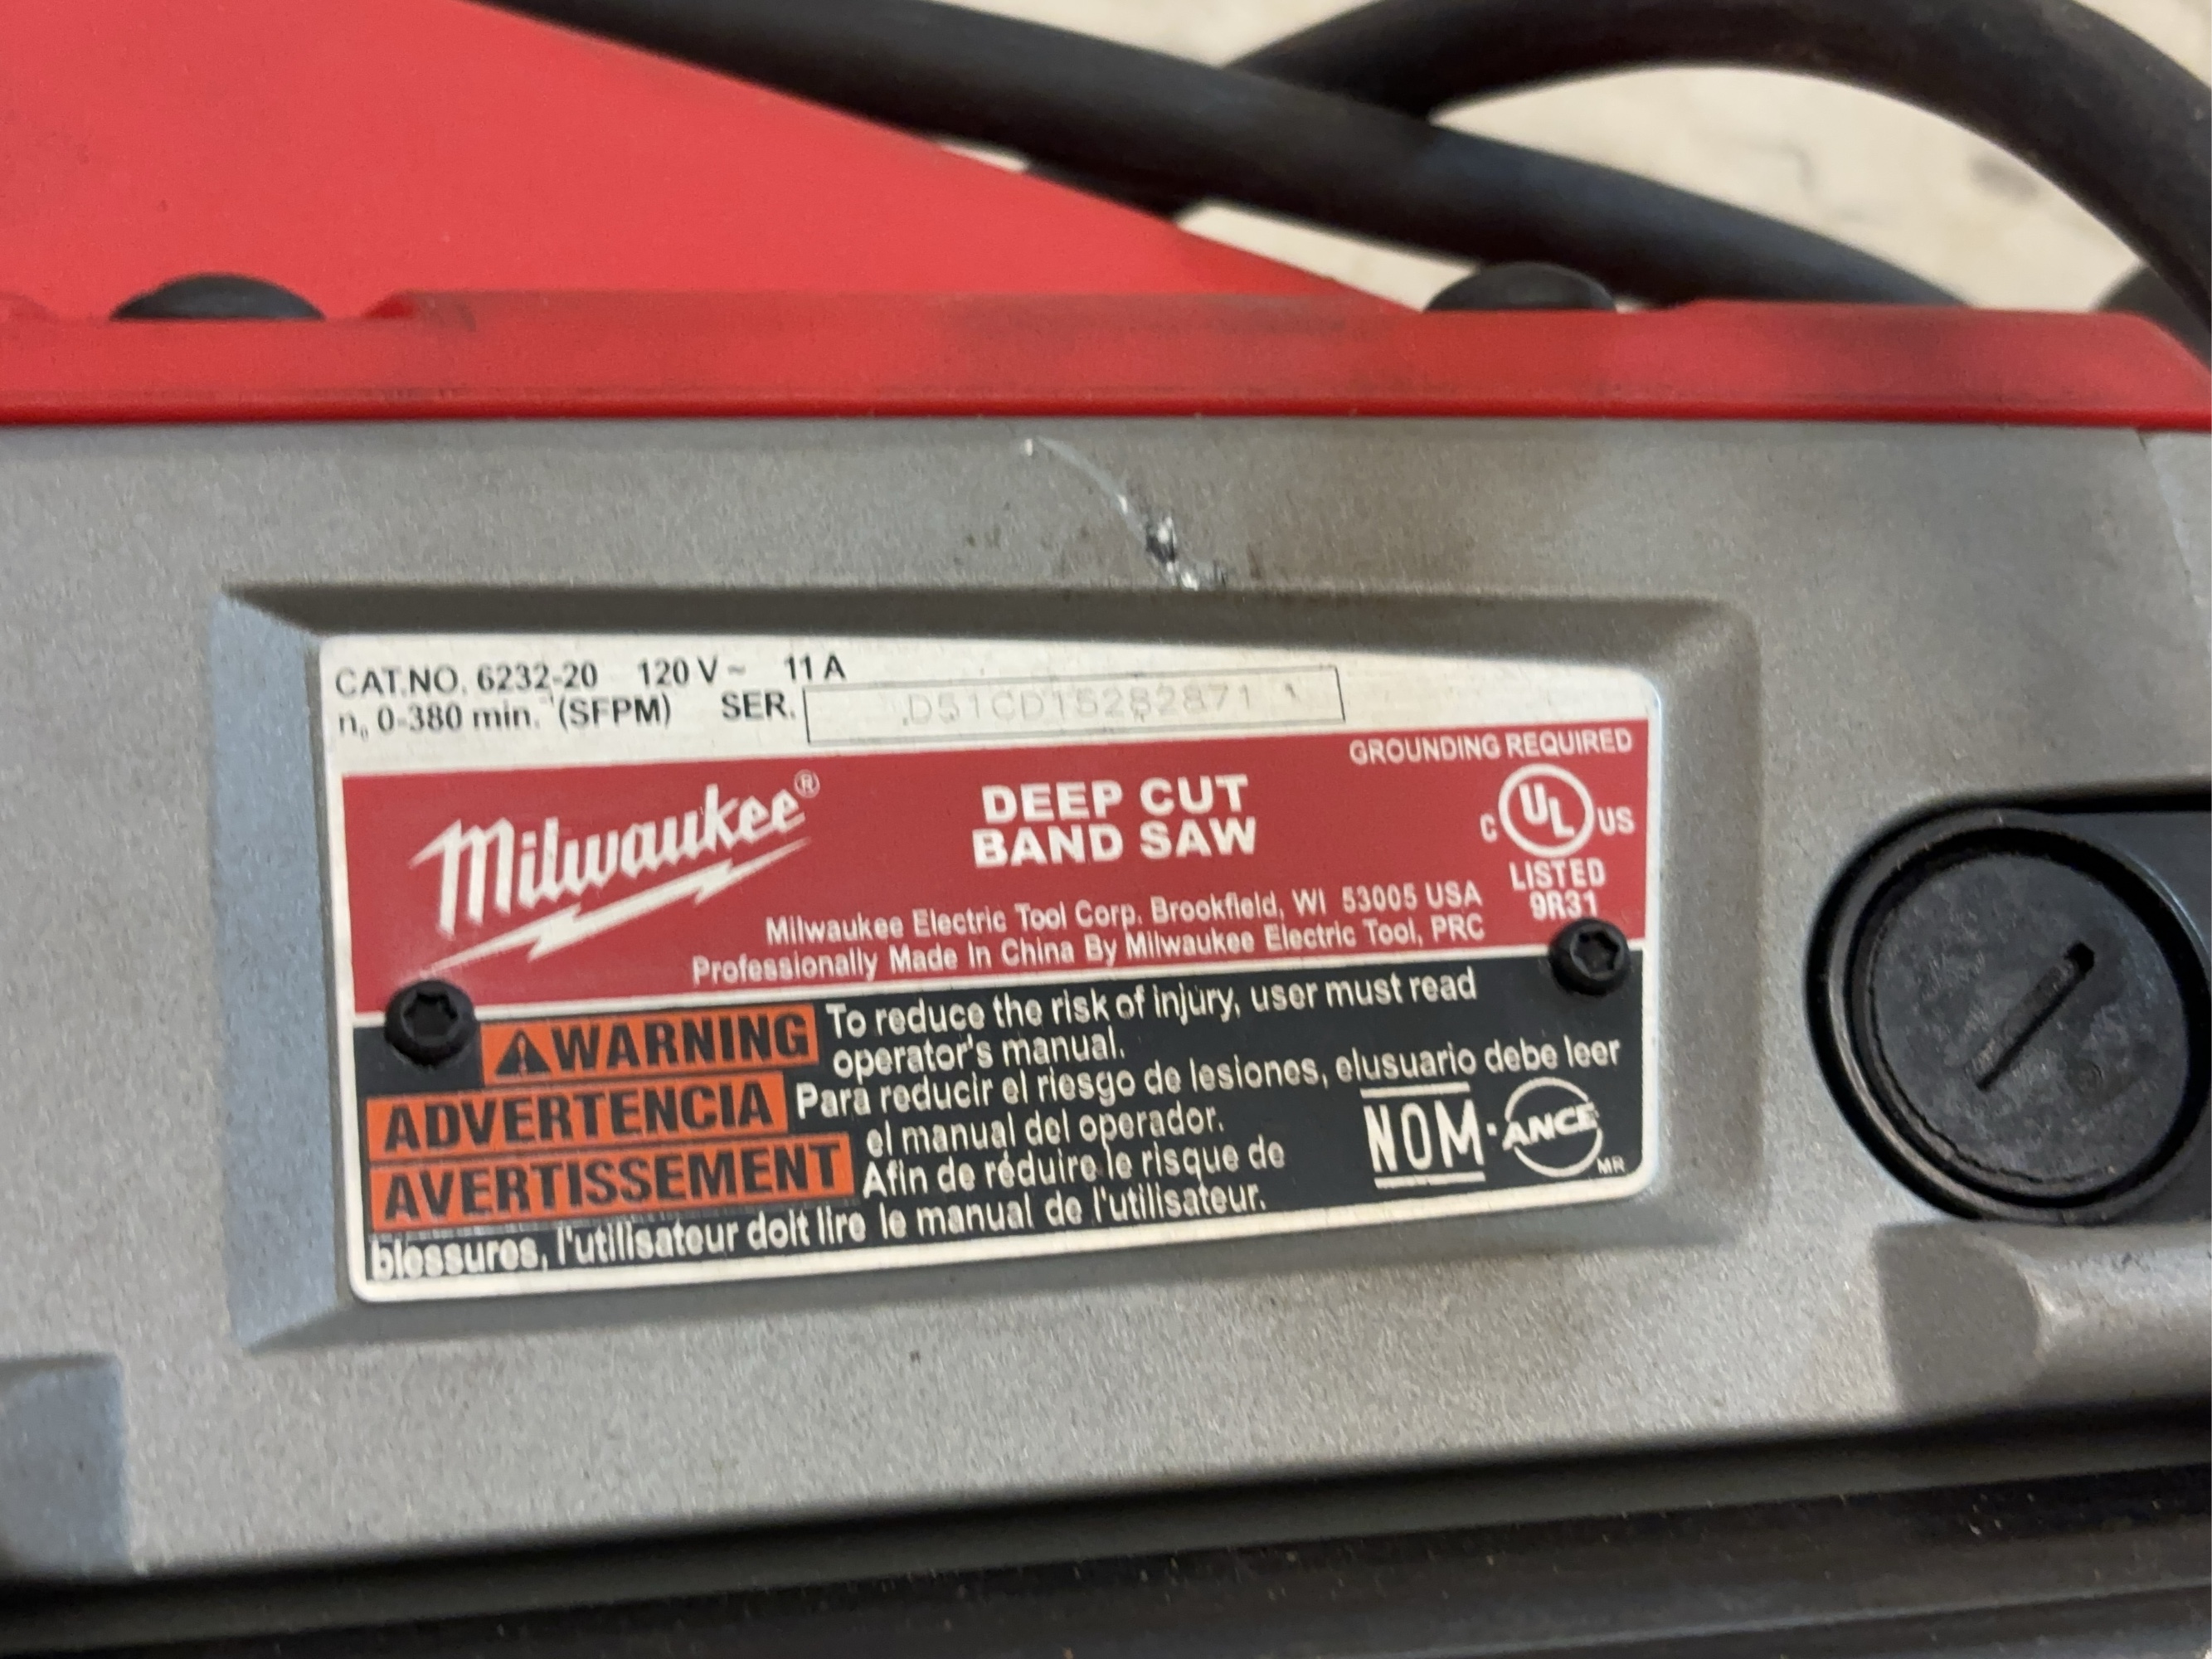 CAT.NO. 6232-20 120 V ~ 11 A
n₀ 0-380 min.⁻¹ (SFPM) SER.
Milwaukee®
DEEP CUT
BAND SAW
GROUNDING REQUIRED
C UL US
LISTED
9R31
Milwaukee Electric Tool Corp. Brookfield, WI 53005 USA
Professionally Made In China By Milwaukee Electric Tool, PRC
WARNING To reduce the risk of injury, user must read
operator's manual.
ADVERTENCIA Para reducir el riesgo de lesiones, elusuario debe leer
el manual del operador.
AVERTISSEMENT Afin de réduire le risque de
blessures, l'utilisateur doit lire le manual de l'utilisateur.
NOM·ANCE MR